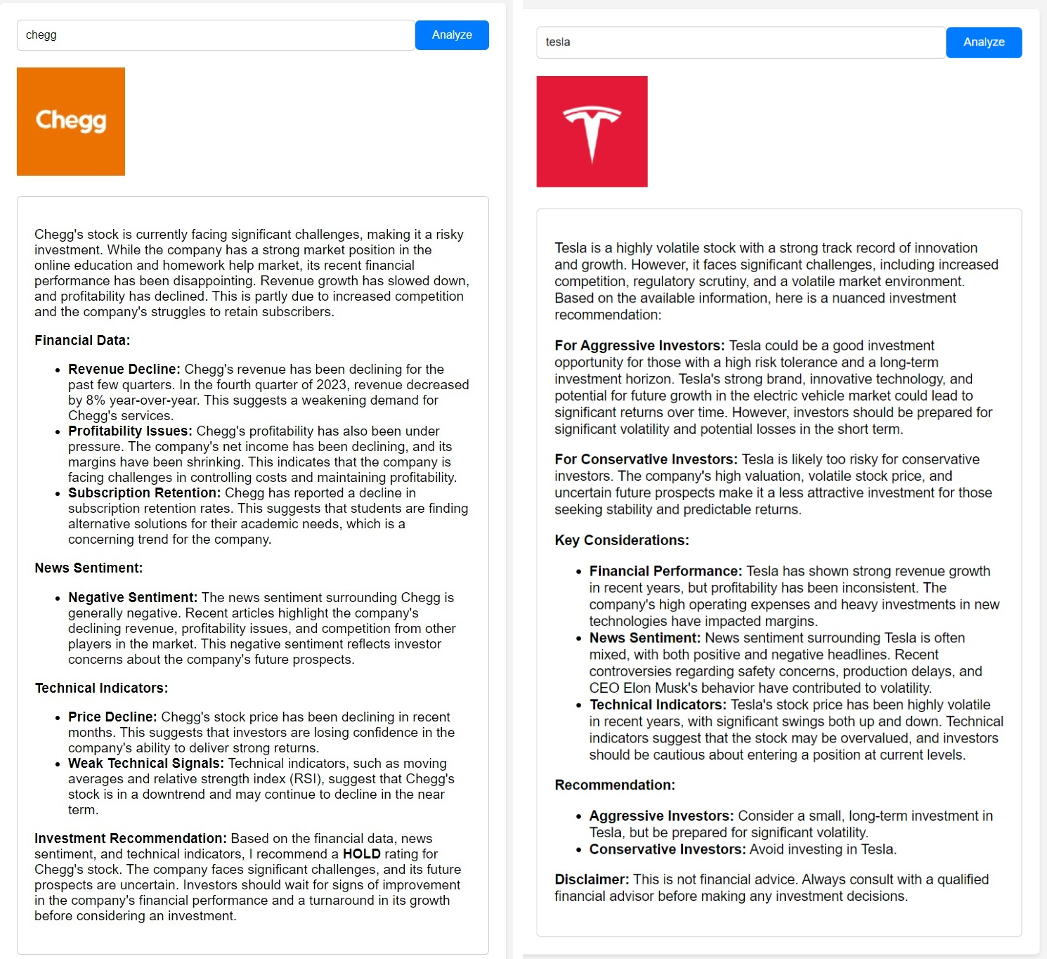 chegg
Analyze
Chegg
Chegg's stock is currently facing significant challenges, making it a risky
investment. While the company has a strong market position in the
online education and homework help market, its recent financial
performance has been disappointing. Revenue growth has slowed down,
and profitability has declined. This is partly due to increased competition
and the company's struggles to retain subscribers.
Financial Data:
• Revenue Decline: Chegg's revenue has been declining for the
past few quarters. In the fourth quarter of 2023, revenue decreased
by 8% year-over-year. This suggests a weakening demand for
Chegg's services.
• Profitability Issues: Chegg's profitability has also been under
pressure. The company's net income has been declining, and its
margins have been shrinking. This indicates that the company is
facing challenges in controlling costs and maintaining profitability.
• Subscription Retention: Chegg has reported a decline in
subscription retention rates. This suggests that students are finding
alternative solutions for their academic needs, which is a
concerning trend for the company.
News Sentiment:
• Negative Sentiment: The news sentiment surrounding Chegg is
generally negative. Recent articles highlight the company's
declining revenue, profitability issues, and competition from other
players in the market. This negative sentiment reflects investor
concerns about the company's future prospects.
Technical Indicators:
• Price Decline: Chegg's stock price has been declining in recent
months. This suggests that investors are losing confidence in the
company's ability to deliver strong returns.
• Weak Technical Signals: Technical indicators, such as moving
averages and relative strength index (RSI), suggest that Chegg's
stock is in a downtrend and may continue to decline in the near
term.
Investment Recommendation: Based on the financial data, news
sentiment, and technical indicators, I recommend a HOLD rating for
Chegg's stock. The company faces significant challenges, and its future
prospects are uncertain. Investors should wait for signs of improvement
in the company's financial performance and a turnaround in its growth
before considering an investment.
tesla
Analyze
Tesla is a highly volatile stock with a strong track record of innovation
and growth. However, it faces significant challenges, including increased
competition, regulatory scrutiny, and a volatile market environment.
Based on the available information, here is a nuanced investment
recommendation:
For Aggressive Investors: Tesla could be a good investment
opportunity for those with a high risk tolerance and a long-term
investment horizon. Tesla's strong brand, innovative technology, and
potential for future growth in the electric vehicle market could lead to
significant returns over time. However, investors should be prepared for
significant volatility and potential losses in the short term.
For Conservative Investors: Tesla is likely too risky for conservative
investors. The company's high valuation, volatile stock price, and
uncertain future prospects make it a less attractive investment for those
seeking stability and predictable returns.
Key Considerations:
• Financial Performance: Tesla has shown strong revenue growth
in recent years, but profitability has been inconsistent. The
company's high operating expenses and heavy investments in new
technologies have impacted margins.
• News Sentiment: News sentiment surrounding Tesla is often
mixed, with both positive and negative headlines. Recent
controversies regarding safety concerns, production delays, and
CEO Elon Musk's behavior have contributed to volatility.
• Technical Indicators: Tesla's stock price has been highly volatile
in recent years, with significant swings both up and down. Technical
indicators suggest that the stock may be overvalued, and investors
should be cautious about entering a position at current levels.
Recommendation:
• Aggressive Investors: Consider a small, long-term investment in
Tesla, but be prepared for significant volatility.
• Conservative Investors: Avoid investing in Tesla.
Disclaimer: This is not financial advice. Always consult with a qualified
financial advisor before making any investment decisions.